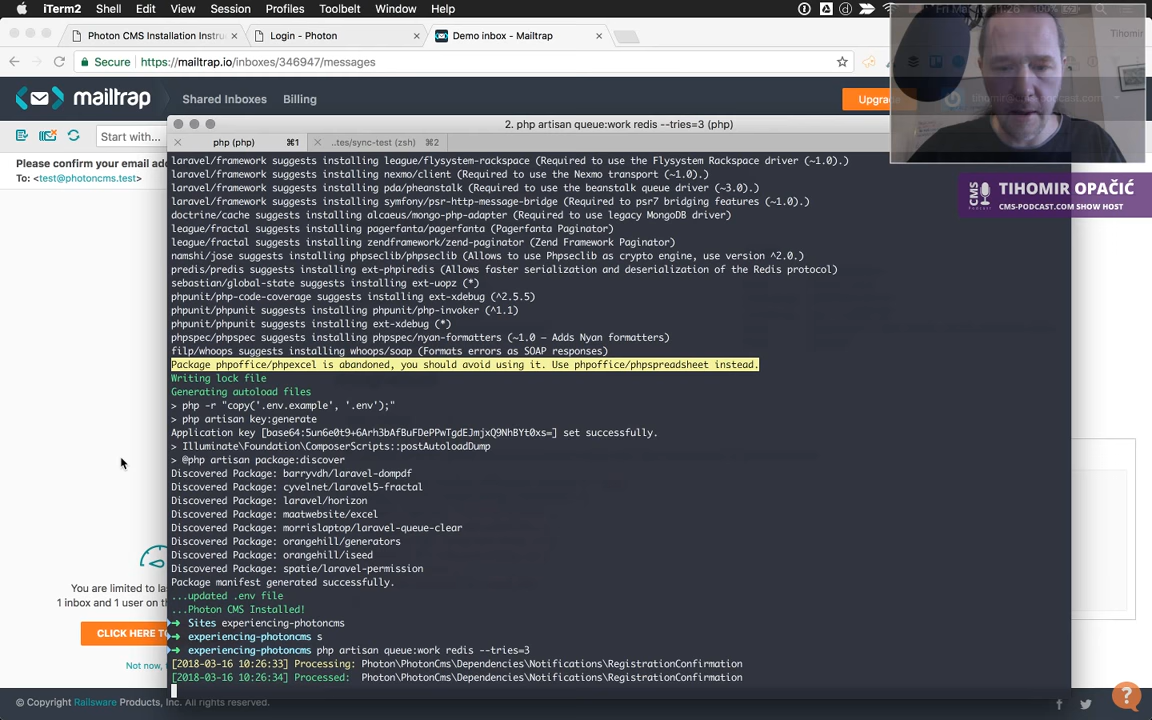 iTerm2 Shell Edit View Session Profiles Toolbelt Window Help
Photon CMS Installation Instruc
Login - Photon
Demo inbox - Mailtrap
Tihomir
Secure https://mailtrap.io/inboxes/346947/messages
mailtrap Shared Inboxes Billing Upgrade
Start with...
2. php artisan queue:work redis --tries=3 (php)
php (php) ⌘1 ..tes/sync-test (zsh) ⌘2
Please confirm your email add
To: <test@photoncms.test>
laravel/framework suggests installing league/flysystem-rackspace (Required to use the Flysystem Rackspace driver (~1.0).)
laravel/framework suggests installing nexmo/client (Required to use the Nexmo transport (~1.0).)
laravel/framework suggests installing pda/pheanstalk (Required to use the beanstalk queue driver (~3.0).)
laravel/framework suggests installing symfony/psr-http-message-bridge (Required to psr7 bridging features (~1.0).)
doctrine/cache suggests installing alcaeus/mongo-php-adapter (Required to use legacy MongoDB driver)
league/fractal suggests installing pagerfanta/pagerfanta (Pagerfanta Paginator)
league/fractal suggests installing zendframework/zend-paginator (Zend Framework Paginator)
namshi/jose suggests installing phpseclib/phpseclib (Allows to use Phpseclib as crypto engine, use version ^2.0.)
predis/predis suggests installing ext-phpiredis (Allows faster serialization and deserialization of the Redis protocol)
sebastian/global-state suggests installing ext-uopz (*)
phpunit/php-code-coverage suggests installing ext-xdebug (^2.5.5)
phpunit/phpunit suggests installing phpunit/php-invoker (^1.1)
phpunit/phpunit suggests installing ext-xdebug (*)
phpspec/phpspec suggests installing phpspec/nyan-formatters (~1.0 – Adds Nyan formatters)
filp/whoops suggests installing whoops/soap (Formats errors as SOAP responses)
Package phpoffice/phpexcel is abandoned, you should avoid using it. Use phpoffice/phpspreadsheet instead.
Writing lock file
Generating autoload files
> php -r "copy('.env.example', '.env');"
> php artisan key:generate
Application key [base64:5un6e0t9+6Arh3bAfBuFDePPwTgdEJmjxQ9NhBYt0xs=] set successfully.
> Illuminate\Foundation\ComposerScripts::postAutoloadDump
> @php artisan package:discover
Discovered Package: barryvdh/laravel-dompdf
Discovered Package: cyvelnet/laravel5-fractal
Discovered Package: laravel/horizon
Discovered Package: maatwebsite/excel
Discovered Package: morrislaptop/laravel-queue-clear
Discovered Package: orangehill/generators
Discovered Package: orangehill/iseed
Discovered Package: spatie/laravel-permission
Package manifest generated successfully.
...updated .env file
...Photon CMS Installed!
➜ Sites experiencing-photoncms
➜ experiencing-photoncms s
➜ experiencing-photoncms php artisan queue:work redis --tries=3
[2018-03-16 10:26:33] Processing: Photon\PhotonCms\Dependencies\Notifications\RegistrationConfirmation
[2018-03-16 10:26:34] Processed: Photon\PhotonCms\Dependencies\Notifications\RegistrationConfirmation
TIHOMIR OPAČIĆ
CMS-PODCAST.COM SHOW HOST
You are limited to las
1 inbox and 1 user on th
CLICK HERE TO
Not now,
© Copyright Railsware Products, Inc. All rights reserved.